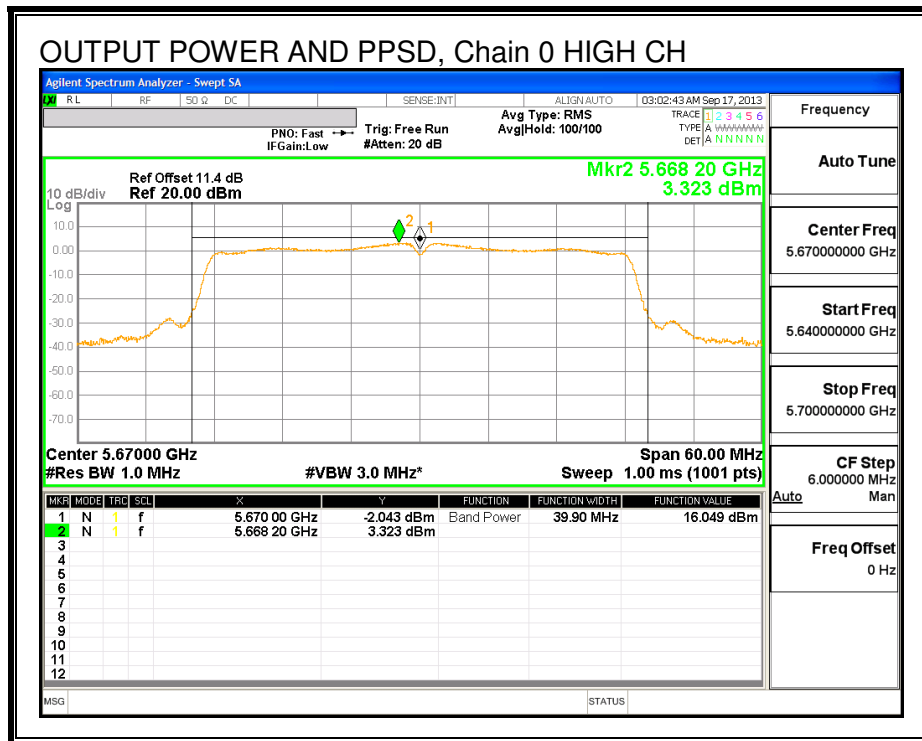 OUTPUT POWER AND PPSD, Chain 0 HIGH CH
Agilent Spectrum Analyzer - Swept SA
LXI RL RF 50 Ω DC SENSE:INT ALIGN AUTO 03:02:43 AM Sep 17, 2013
Avg Type: RMS TRACE 1 2 3 4 5 6
PNO: Fast Trig: Free Run Avg|Hold: 100/100 TYPE A WWWWW
IFGain:Low #Atten: 20 dB DET A N N N N N
Frequency
Auto Tune
Center Freq
5.670000000 GHz
Start Freq
5.640000000 GHz
Stop Freq
5.700000000 GHz
CF Step
6.000000 MHz
Auto Man
Freq Offset
0 Hz
Mkr2 5.668 20 GHz
Ref Offset 11.4 dB
10 dB/div Ref 20.00 dBm 3.323 dBm
Log
10.0
0.00
-10.0
-20.0
-30.0
-40.0
-50.0
-60.0
-70.0
2 1
Center 5.67000 GHz Span 60.00 MHz
#Res BW 1.0 MHz #VBW 3.0 MHz* Sweep 1.00 ms (1001 pts)
MKR MODE TRC SCL X Y FUNCTION FUNCTION WIDTH FUNCTION VALUE
1 N 1 f 5.670 00 GHz -2.043 dBm Band Power 39.90 MHz 16.049 dBm
2 N 1 f 5.668 20 GHz 3.323 dBm
3
4
5
6
7
8
9
10
11
12
MSG STATUS